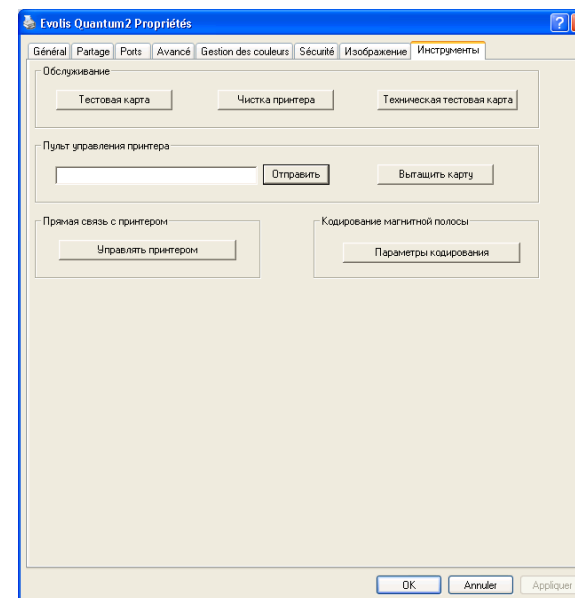 Evolis Quantum2 Propriétés
Général Partage Ports Avancé Gestion des couleurs Sécurité Изображение Инструменты
Обслуживание
Тестовая карта Чистка принтера Техническая тестовая карта
Пульт управления принтера
Отправить Вытащить карту
Прямая связь с принтером Кодирование магнитной полосы
Управлять принтером Параметры кодирования
OK Annuler Appliquer